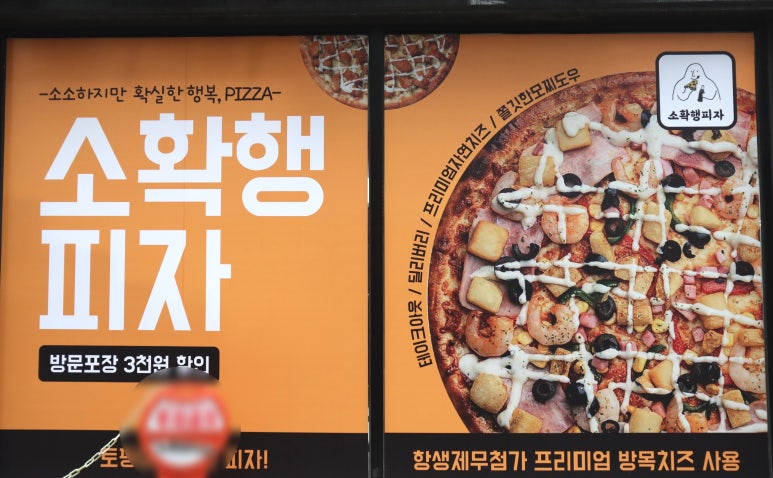 -소소하지만 확실한 행복, PIZZA-
소확행
피자
방문포장 3천원 할인
피자!
소확행피자
테이크아웃 / 딜리버리 / 프리미엄자연치즈 / 쫄깃한모찌도우
항생제무첨가 프리미엄 방목치즈 사용